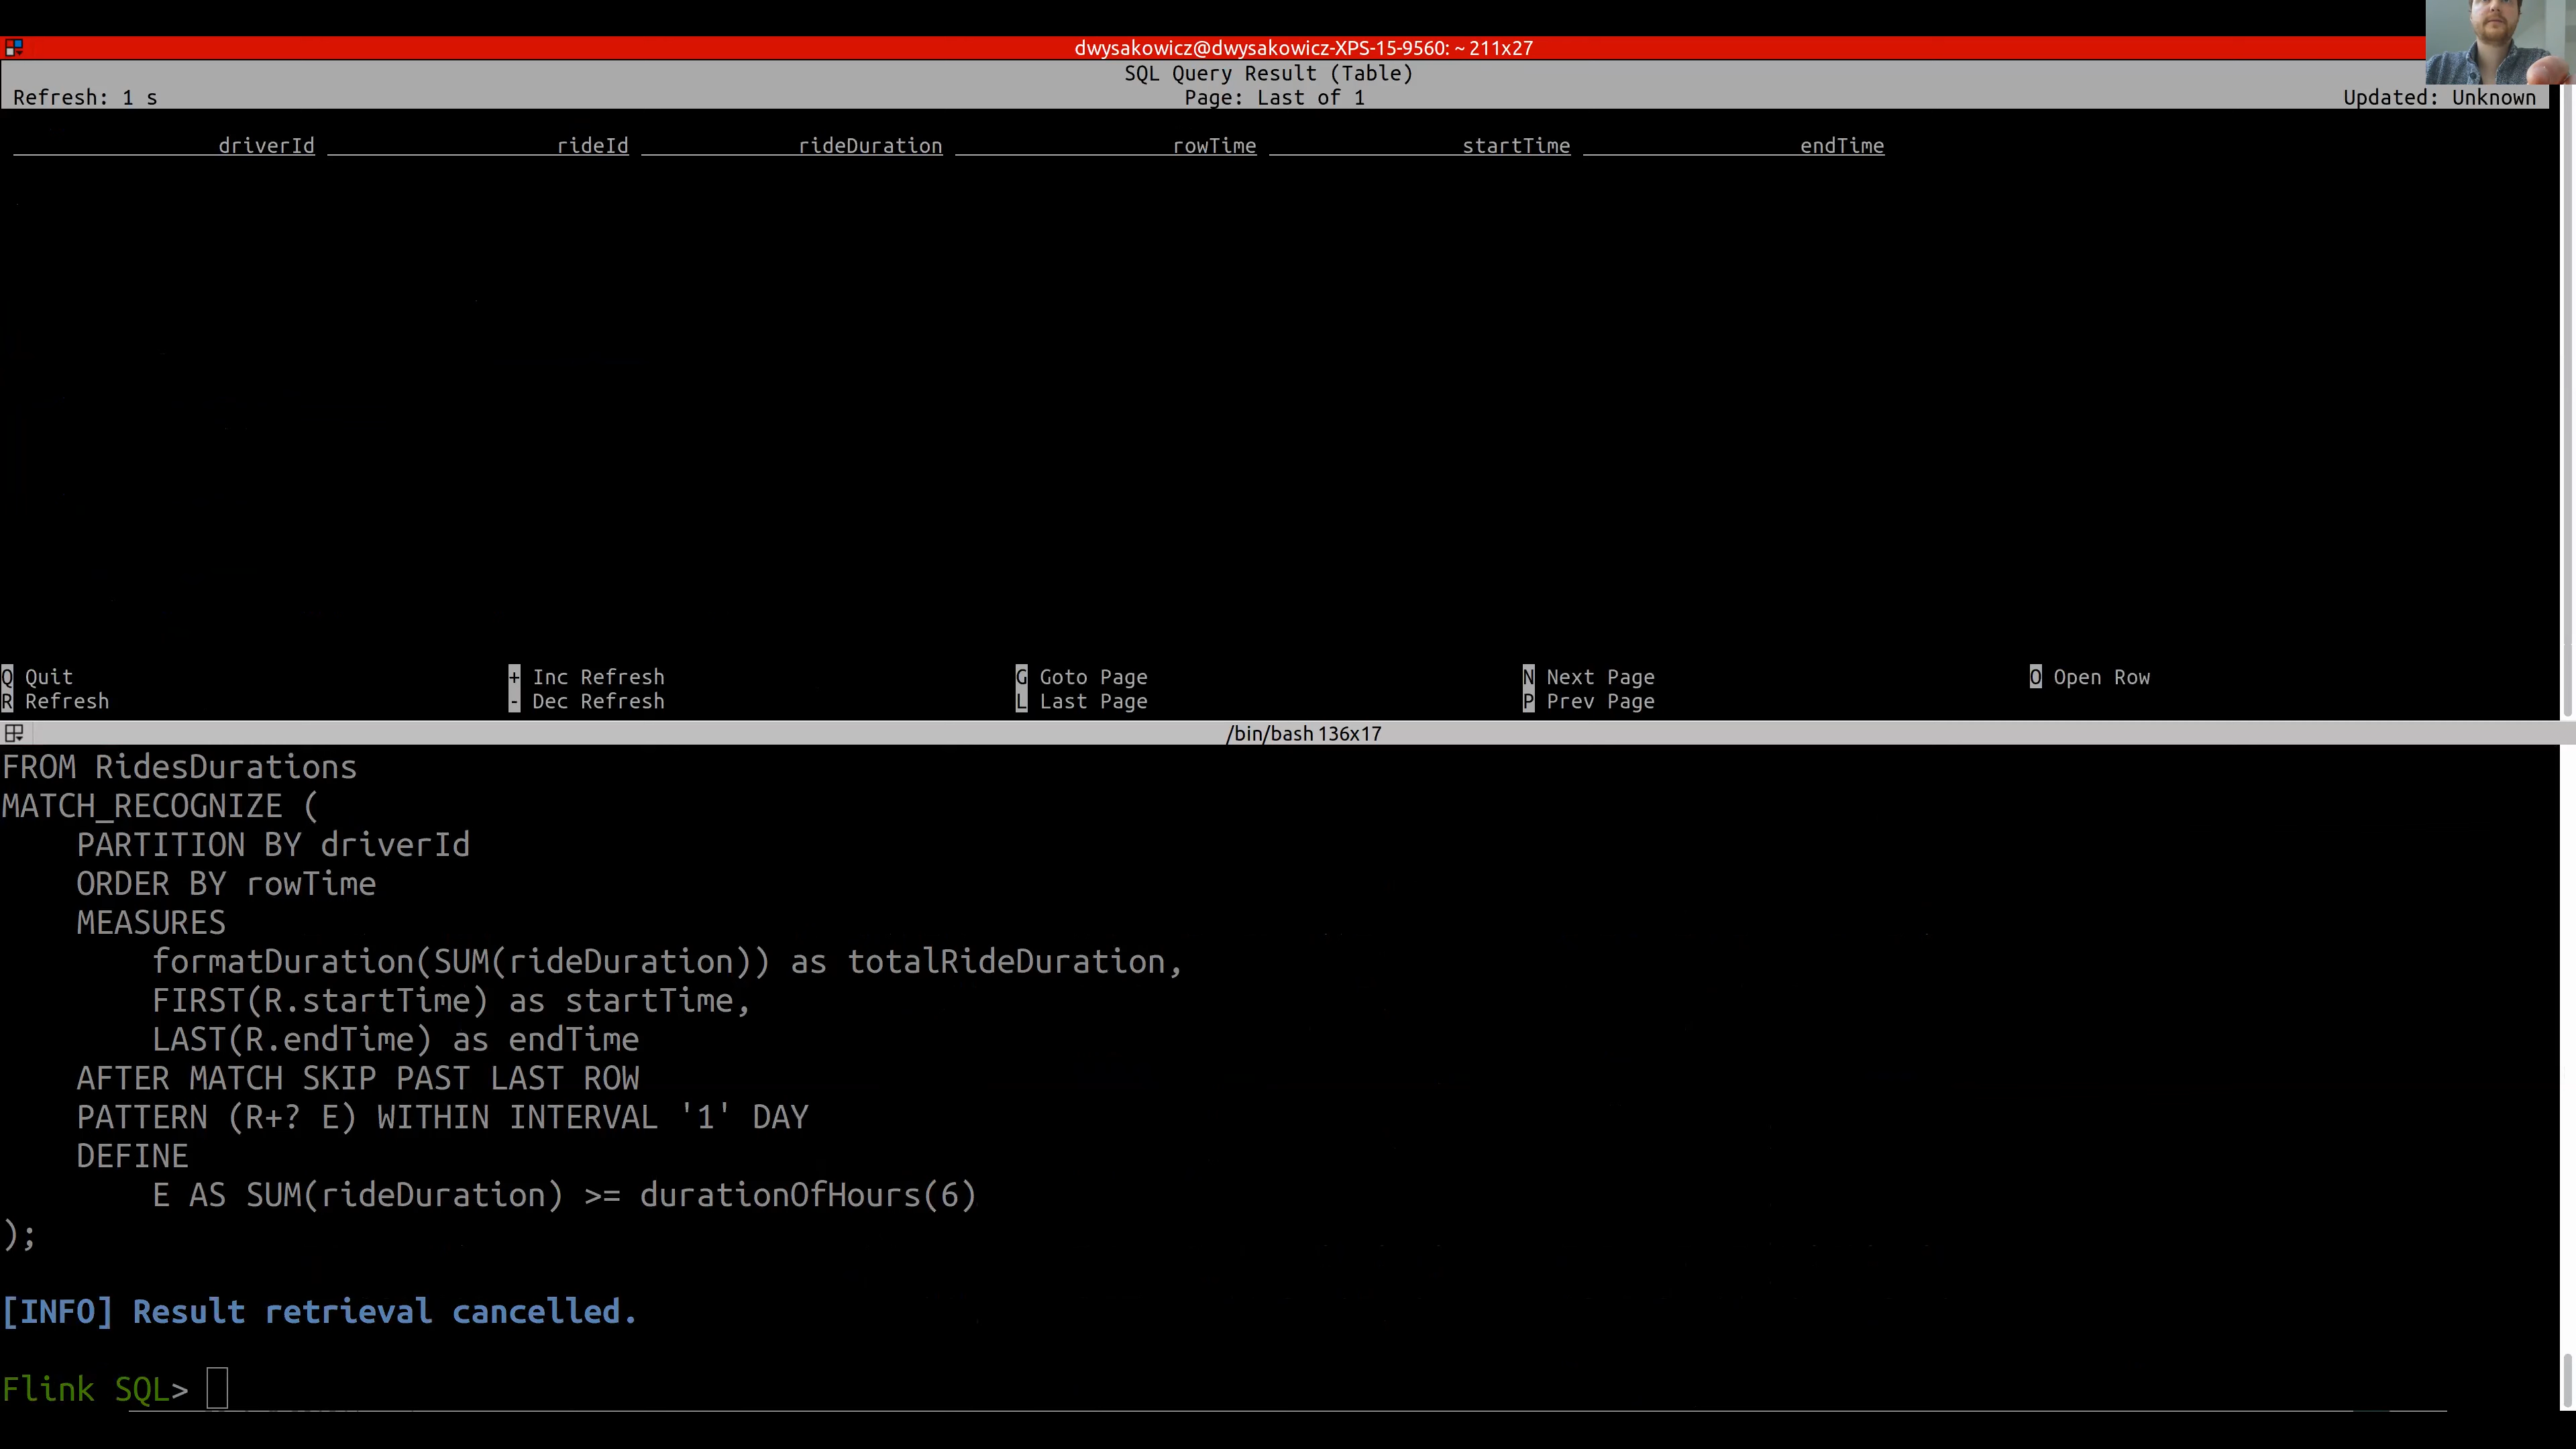 dwysakowicz@dwysakowicz-XPS-15-9560: ~ 211x27
SQL Query Result (Table)
Refresh: 1 s Page: Last of 1 Updated: Unknown
driverId rideId rideDuration rowTime startTime endTime
Q Quit + Inc Refresh G Goto Page N Next Page O Open Row
R Refresh - Dec Refresh L Last Page P Prev Page
/bin/bash 136x17
FROM RidesDurations
MATCH_RECOGNIZE (
    PARTITION BY driverId
    ORDER BY rowTime
    MEASURES
        formatDuration(SUM(rideDuration)) as totalRideDuration,
        FIRST(R.startTime) as startTime,
        LAST(R.endTime) as endTime
    AFTER MATCH SKIP PAST LAST ROW
    PATTERN (R+? E) WITHIN INTERVAL '1' DAY
    DEFINE
        E AS SUM(rideDuration) >= durationOfHours(6)
);
[INFO] Result retrieval cancelled.
Flink SQL>